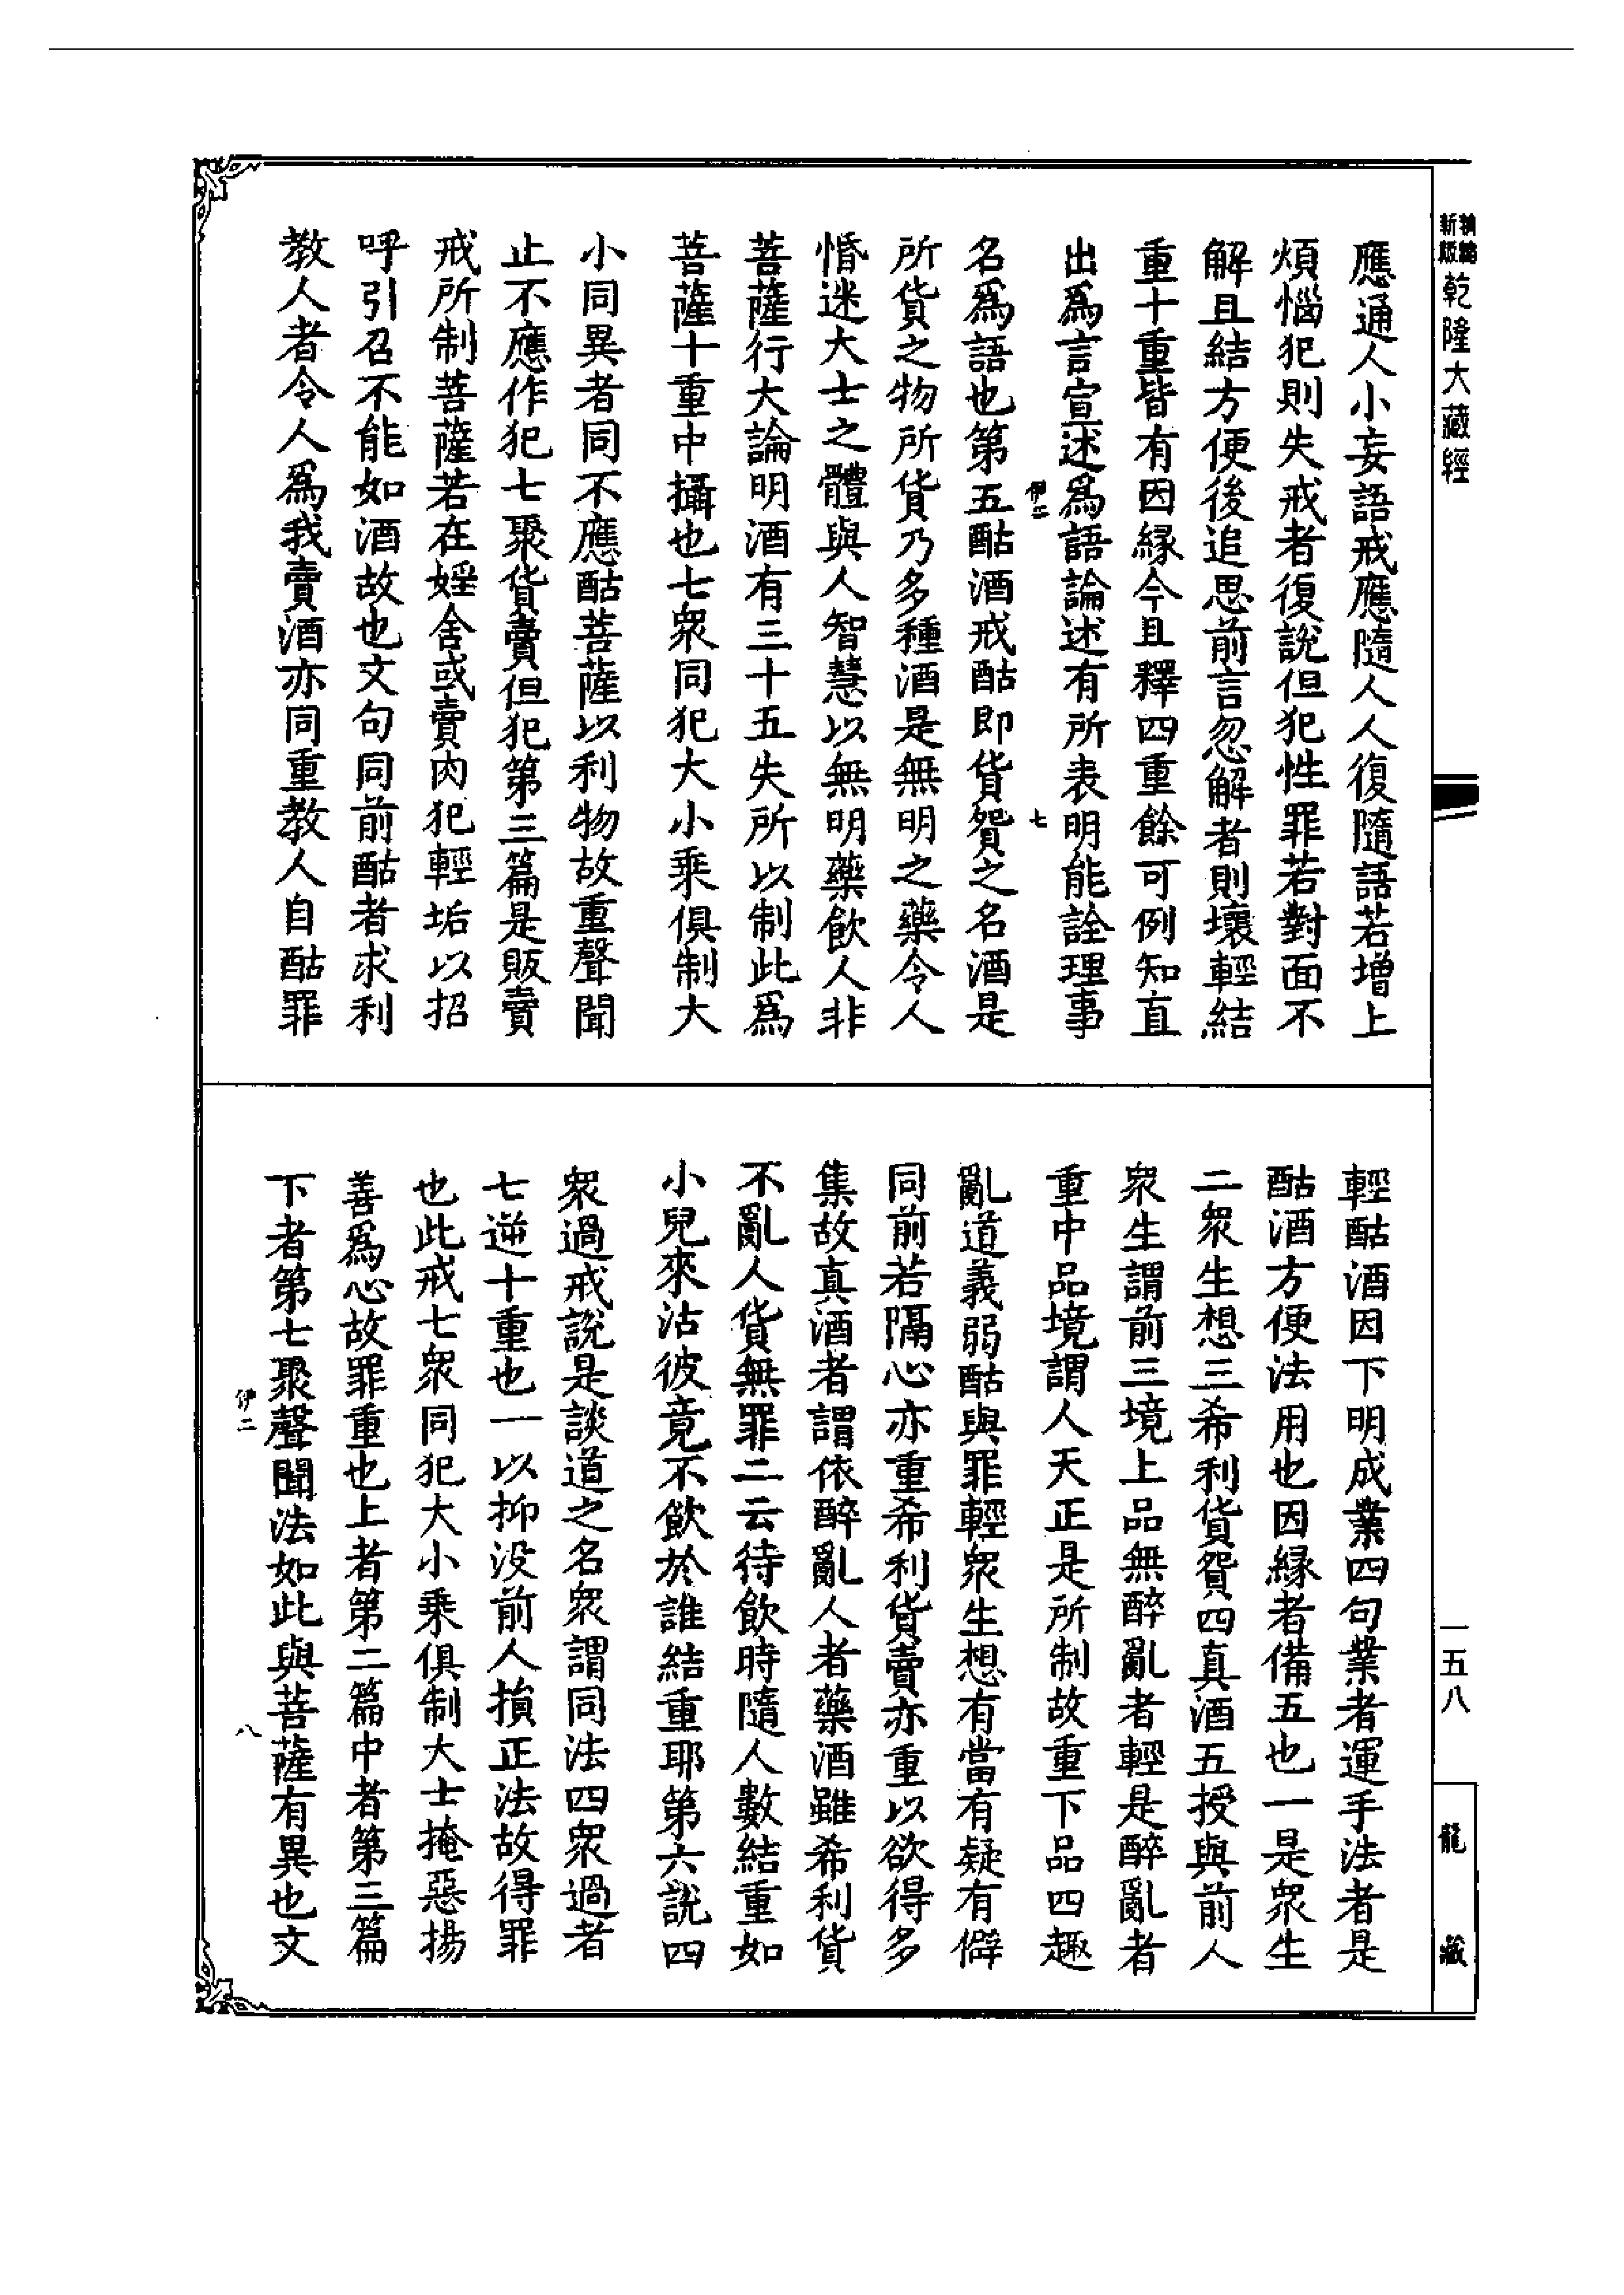 新版精縮
乾隆大藏經
應通人小妄語戒應隨人人復隨語若增上
煩惱犯則失戒者復說但犯性罪若對面不
解且結方便後追思前言忽解者則壞輕結
重十重皆有因緣今且釋四重餘可例知直
出爲言宣述爲語論述有所表明能詮理事
伊二
七
名爲語也第五酤酒戒酤即貨貿之名酒是
所貨之物所貨乃多種酒是無明之藥令人
惛迷大士之體與人智慧以無明藥飲人非
菩薩行大論明酒有三十五失所以制此爲
菩薩十重中攝也七衆同犯大小乘俱制大
小同異者同不應酤菩薩以利物故重聲聞
止不應作犯七聚貨賣但犯第三篇是販賣
戒所制菩薩若在婬舍或賣肉犯輕垢以招
呼引召不能如酒故也文句同前酤者求利
教人者令人爲我賣酒亦同重教人自酤罪
輕酤酒因下明成業四句業者運手法者是
酤酒方便法用也因緣者備五也一是衆生
二衆生想三希利貨貿四真酒五授與前人
衆生謂前三境上品無醉亂者輕是醉亂者
重中品境謂人天正是所制故重下品四趣
亂道義弱酤與罪輕衆生想有當有疑有僻
同前若隔心亦重希利貨賣亦重以欲得多
集故真酒者謂依醉亂人者藥酒雖希利貨
不亂人貨無罪二云待飲時隨人數結重如
小兒來沽彼竟不飲於誰結重耶第六說四
衆過戒說是談道之名衆謂同法四衆過者
七逆十重也一以抑没前人損正法故得罪
也此戒七衆同犯大小乘俱制大士掩惡揚
善爲心故罪重也上者第二篇中者第三篇
下者第七聚聲聞法如此與菩薩有異也文
伊二
八
一五八
龍藏